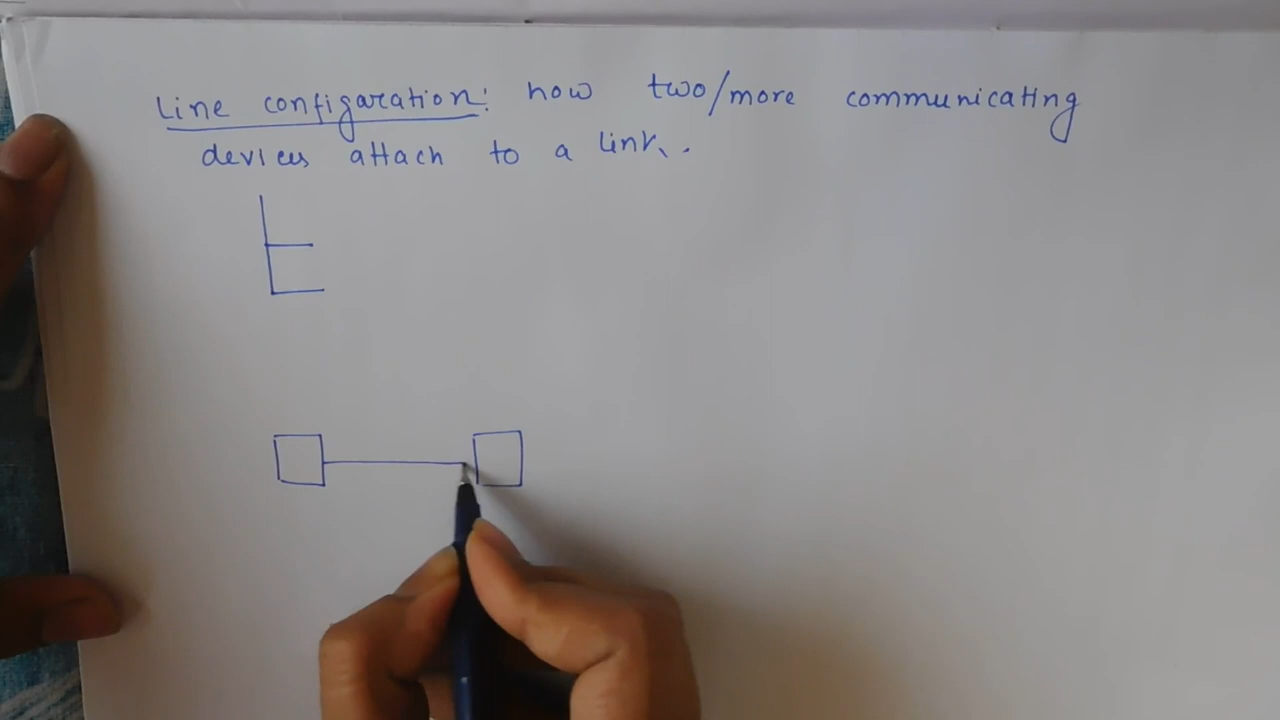 Line configaration: how two/more communicating
devices attach to a link.